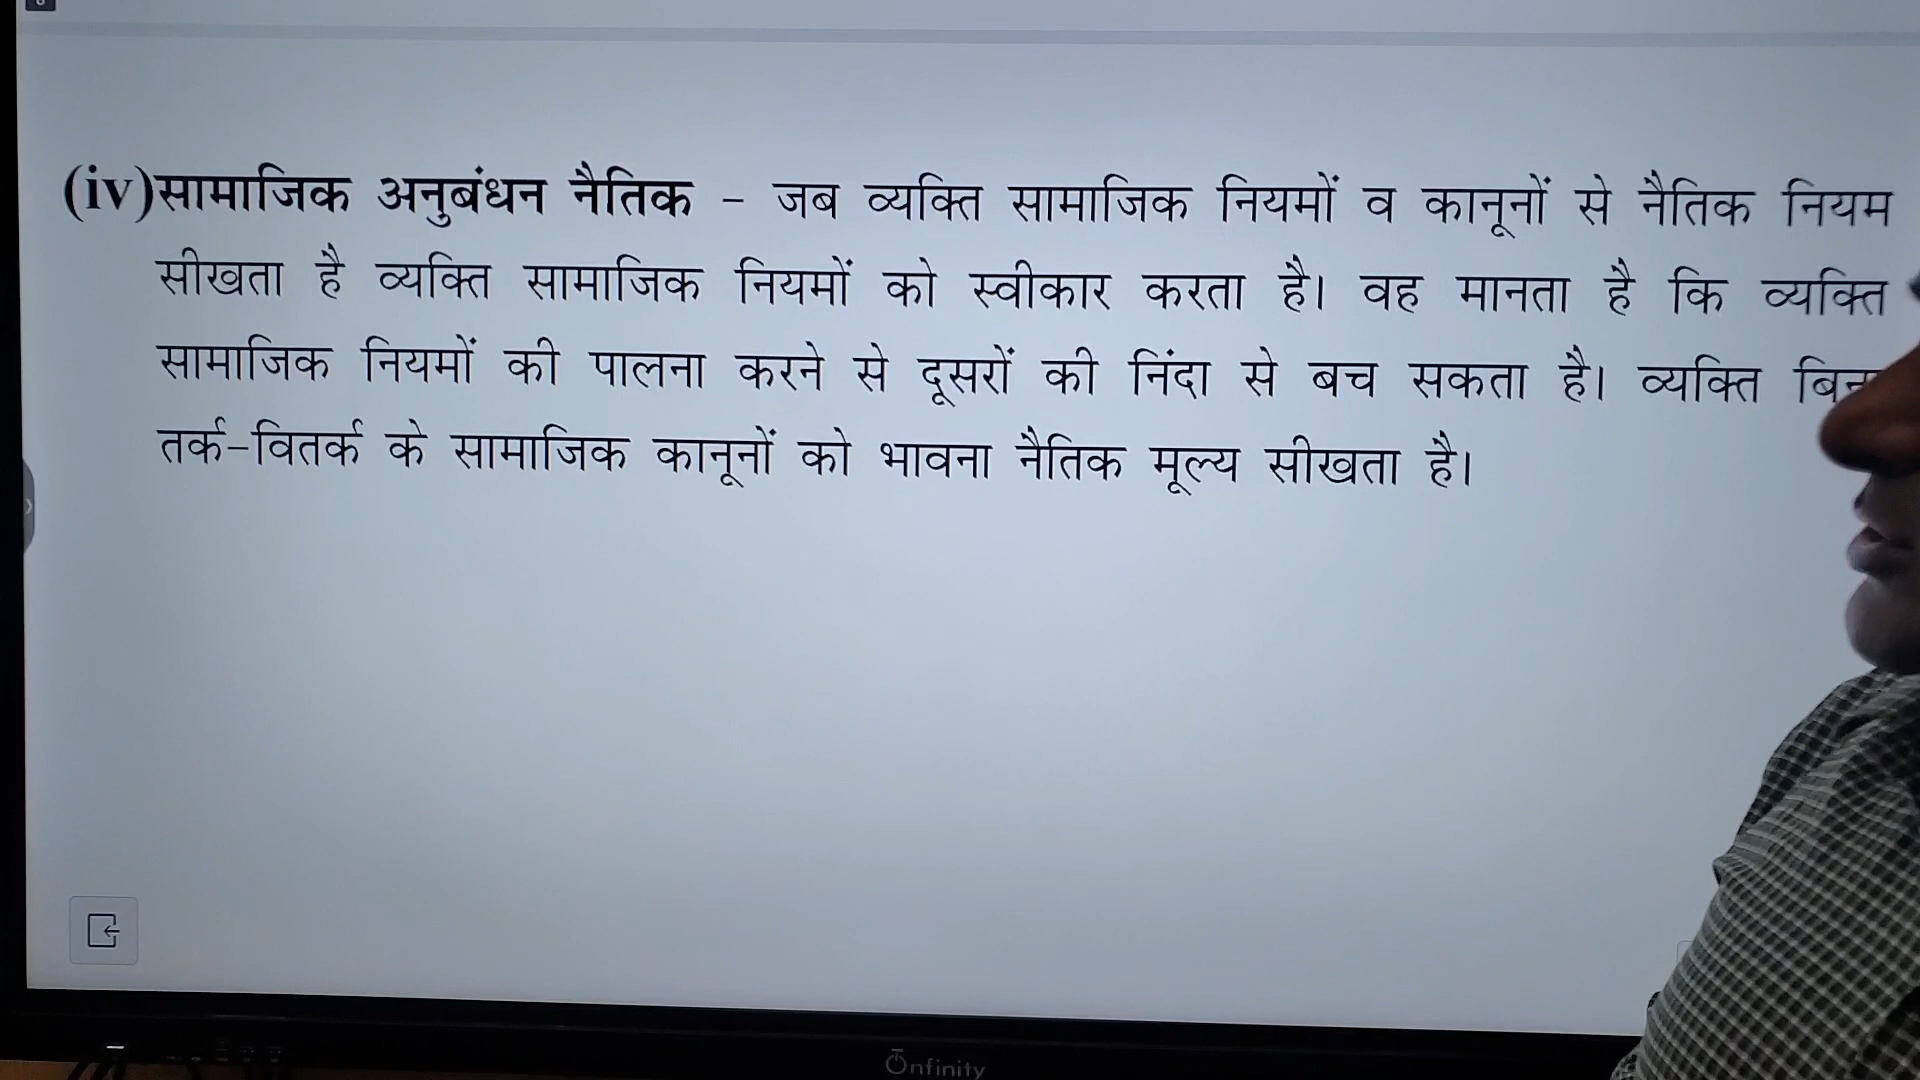 (iv)सामाजिक अनुबंधन नैतिक - जब व्यक्ति सामाजिक नियमों व कानूनों से नैतिक नियम
सीखता है व्यक्ति सामाजिक नियमों को स्वीकार करता है। वह मानता है कि व्यक्ति
सामाजिक नियमों की पालना करने से दूसरों की निंदा से बच सकता है। व्यक्ति
तर्क-वितर्क के सामाजिक कानूनों को भावना नैतिक मूल्य सीखता है।
Onfinity